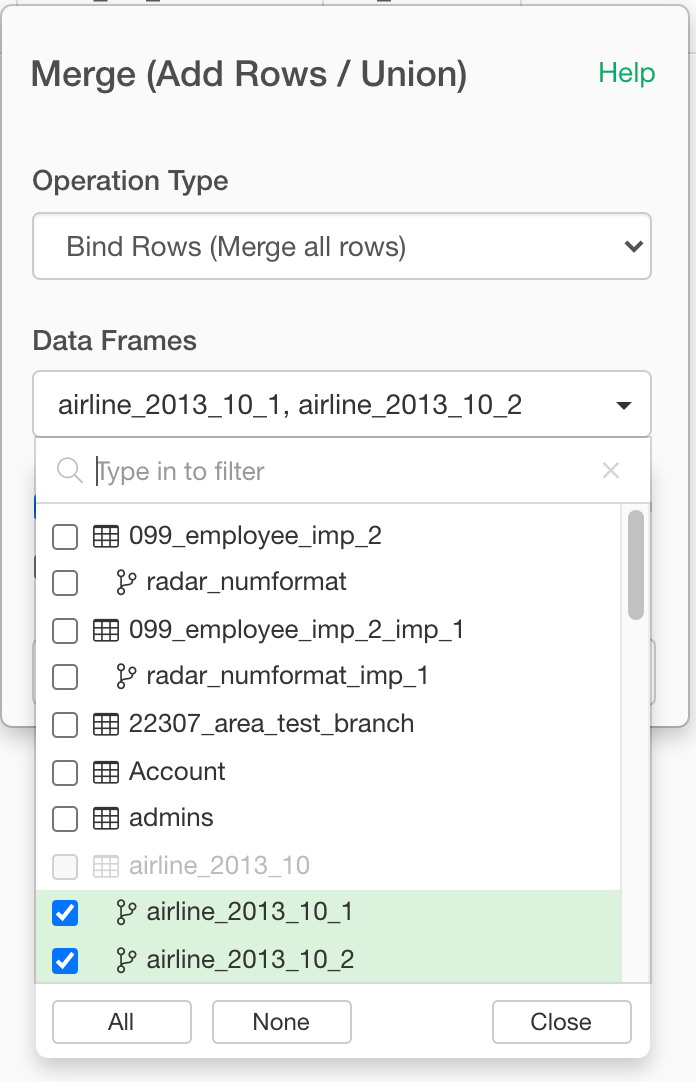 Merge (Add Rows / Union) Help
Operation Type
Bind Rows (Merge all rows)
Data Frames
airline_2013_10_1, airline_2013_10_2
Type in to filter
099_employee_imp_2
radar_numformat
099_employee_imp_2_imp_1
radar_numformat_imp_1
22307_area_test_branch
Account
admins
airline_2013_10
airline_2013_10_1
airline_2013_10_2
All None Close